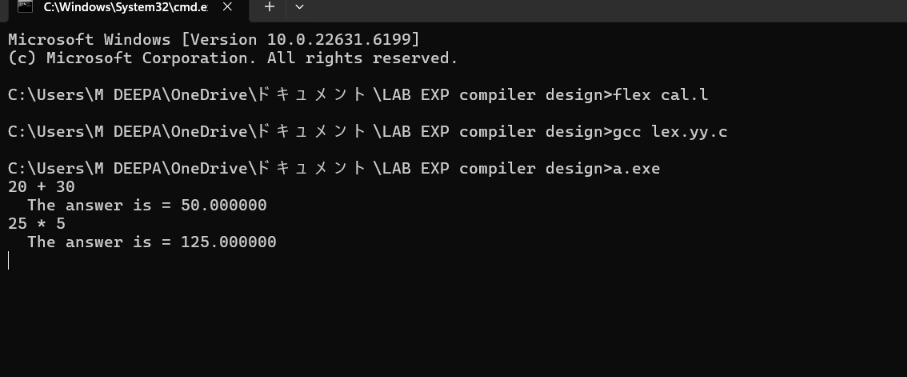 C:\Windows\System32\cmd.e
Microsoft Windows [Version 10.0.22631.6199]
(c) Microsoft Corporation. All rights reserved.
C:\Users\M DEEPA\OneDrive\ドキュメント\LAB EXP compiler design>flex cal.l
C:\Users\M DEEPA\OneDrive\ドキュメント\LAB EXP compiler design>gcc lex.yy.c
C:\Users\M DEEPA\OneDrive\ドキュメント\LAB EXP compiler design>a.exe
20 + 30
  The answer is = 50.000000
25 * 5
  The answer is = 125.000000